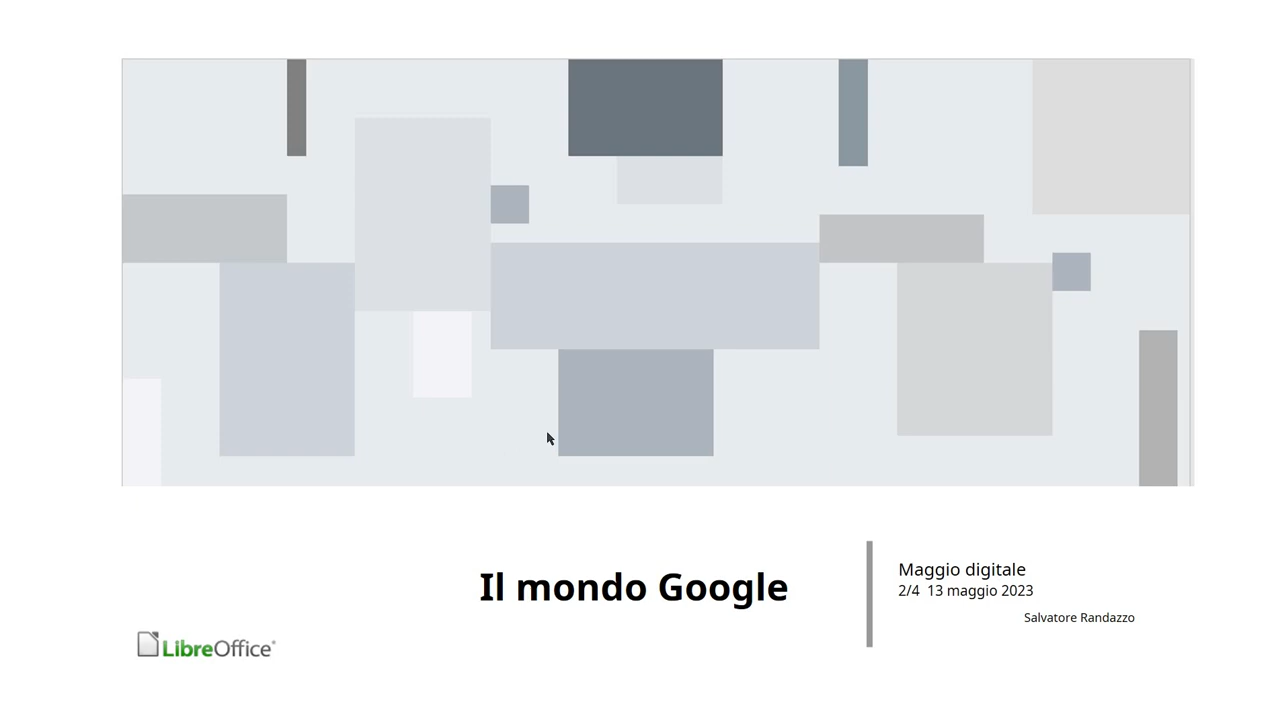 Il mondo Google
Maggio digitale
2/4 13 maggio 2023
Salvatore Randazzo
LibreOffice